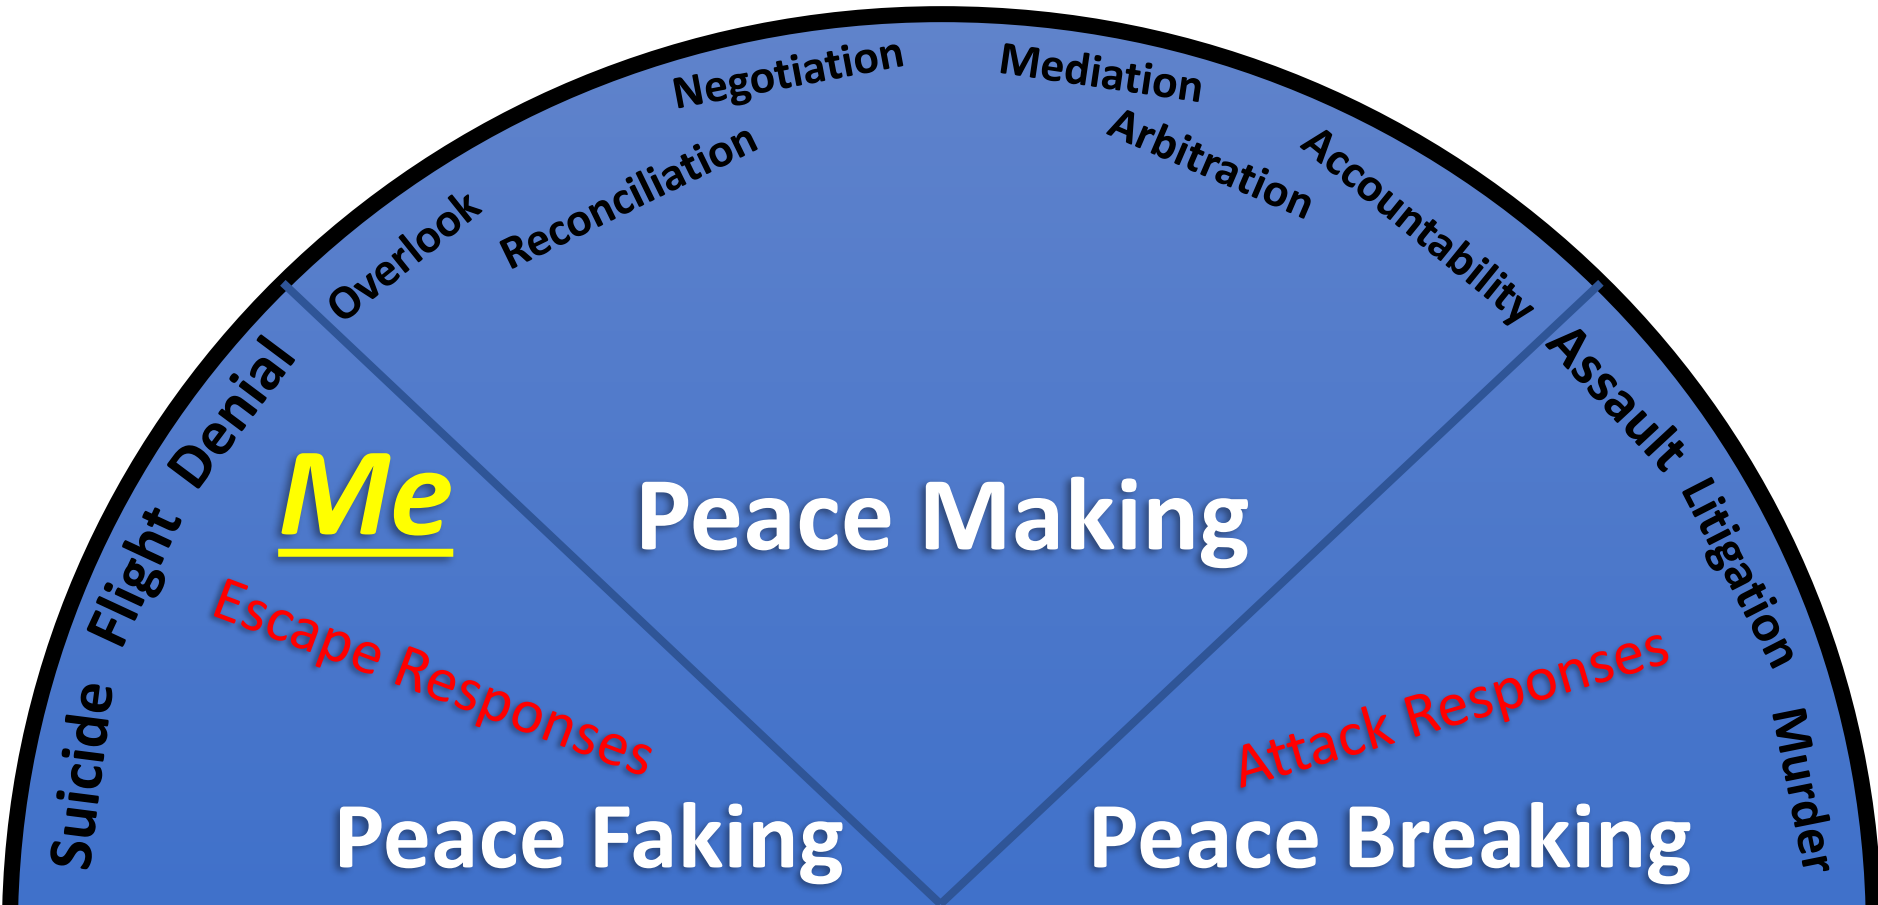 Negotiation
Mediation
Reconciliation
Arbitration
Accountability
Overlook
Denial
Assault
Me
Peace Making
Flight
Litigation
Escape Responses
Attack Responses
Suicide
Murder
Peace Faking
Peace Breaking